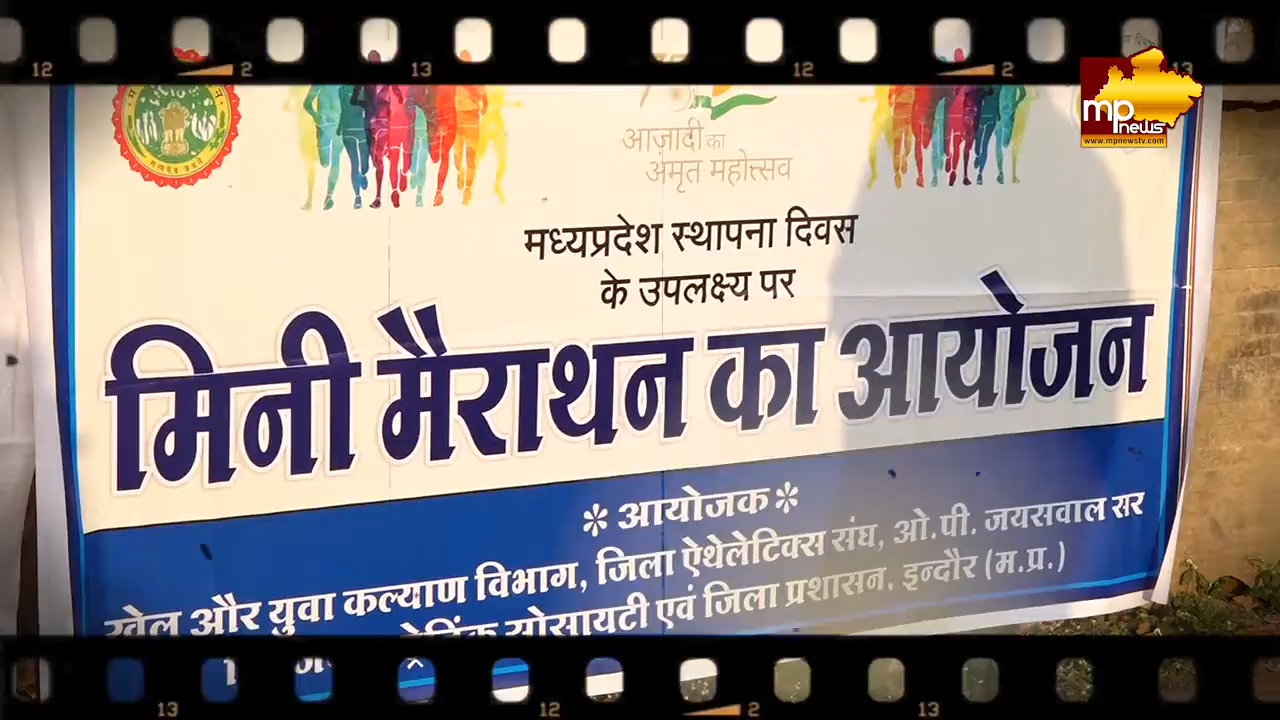 mp
news
www.mpnewstv.com
आज़ादी का
अमृत महोत्सव
मध्यप्रदेश स्थापना दिवस
के उपलक्ष्य पर
मिनी मैराथन का आयोजन
* आयोजक *
खेल और युवा कल्याण विभाग, जिला ऐथेलेटिक्स संघ, ओ.पी. जयसवाल सर
सोसायटी एवं जिला प्रशासन, इन्दौर (म.प्र.)